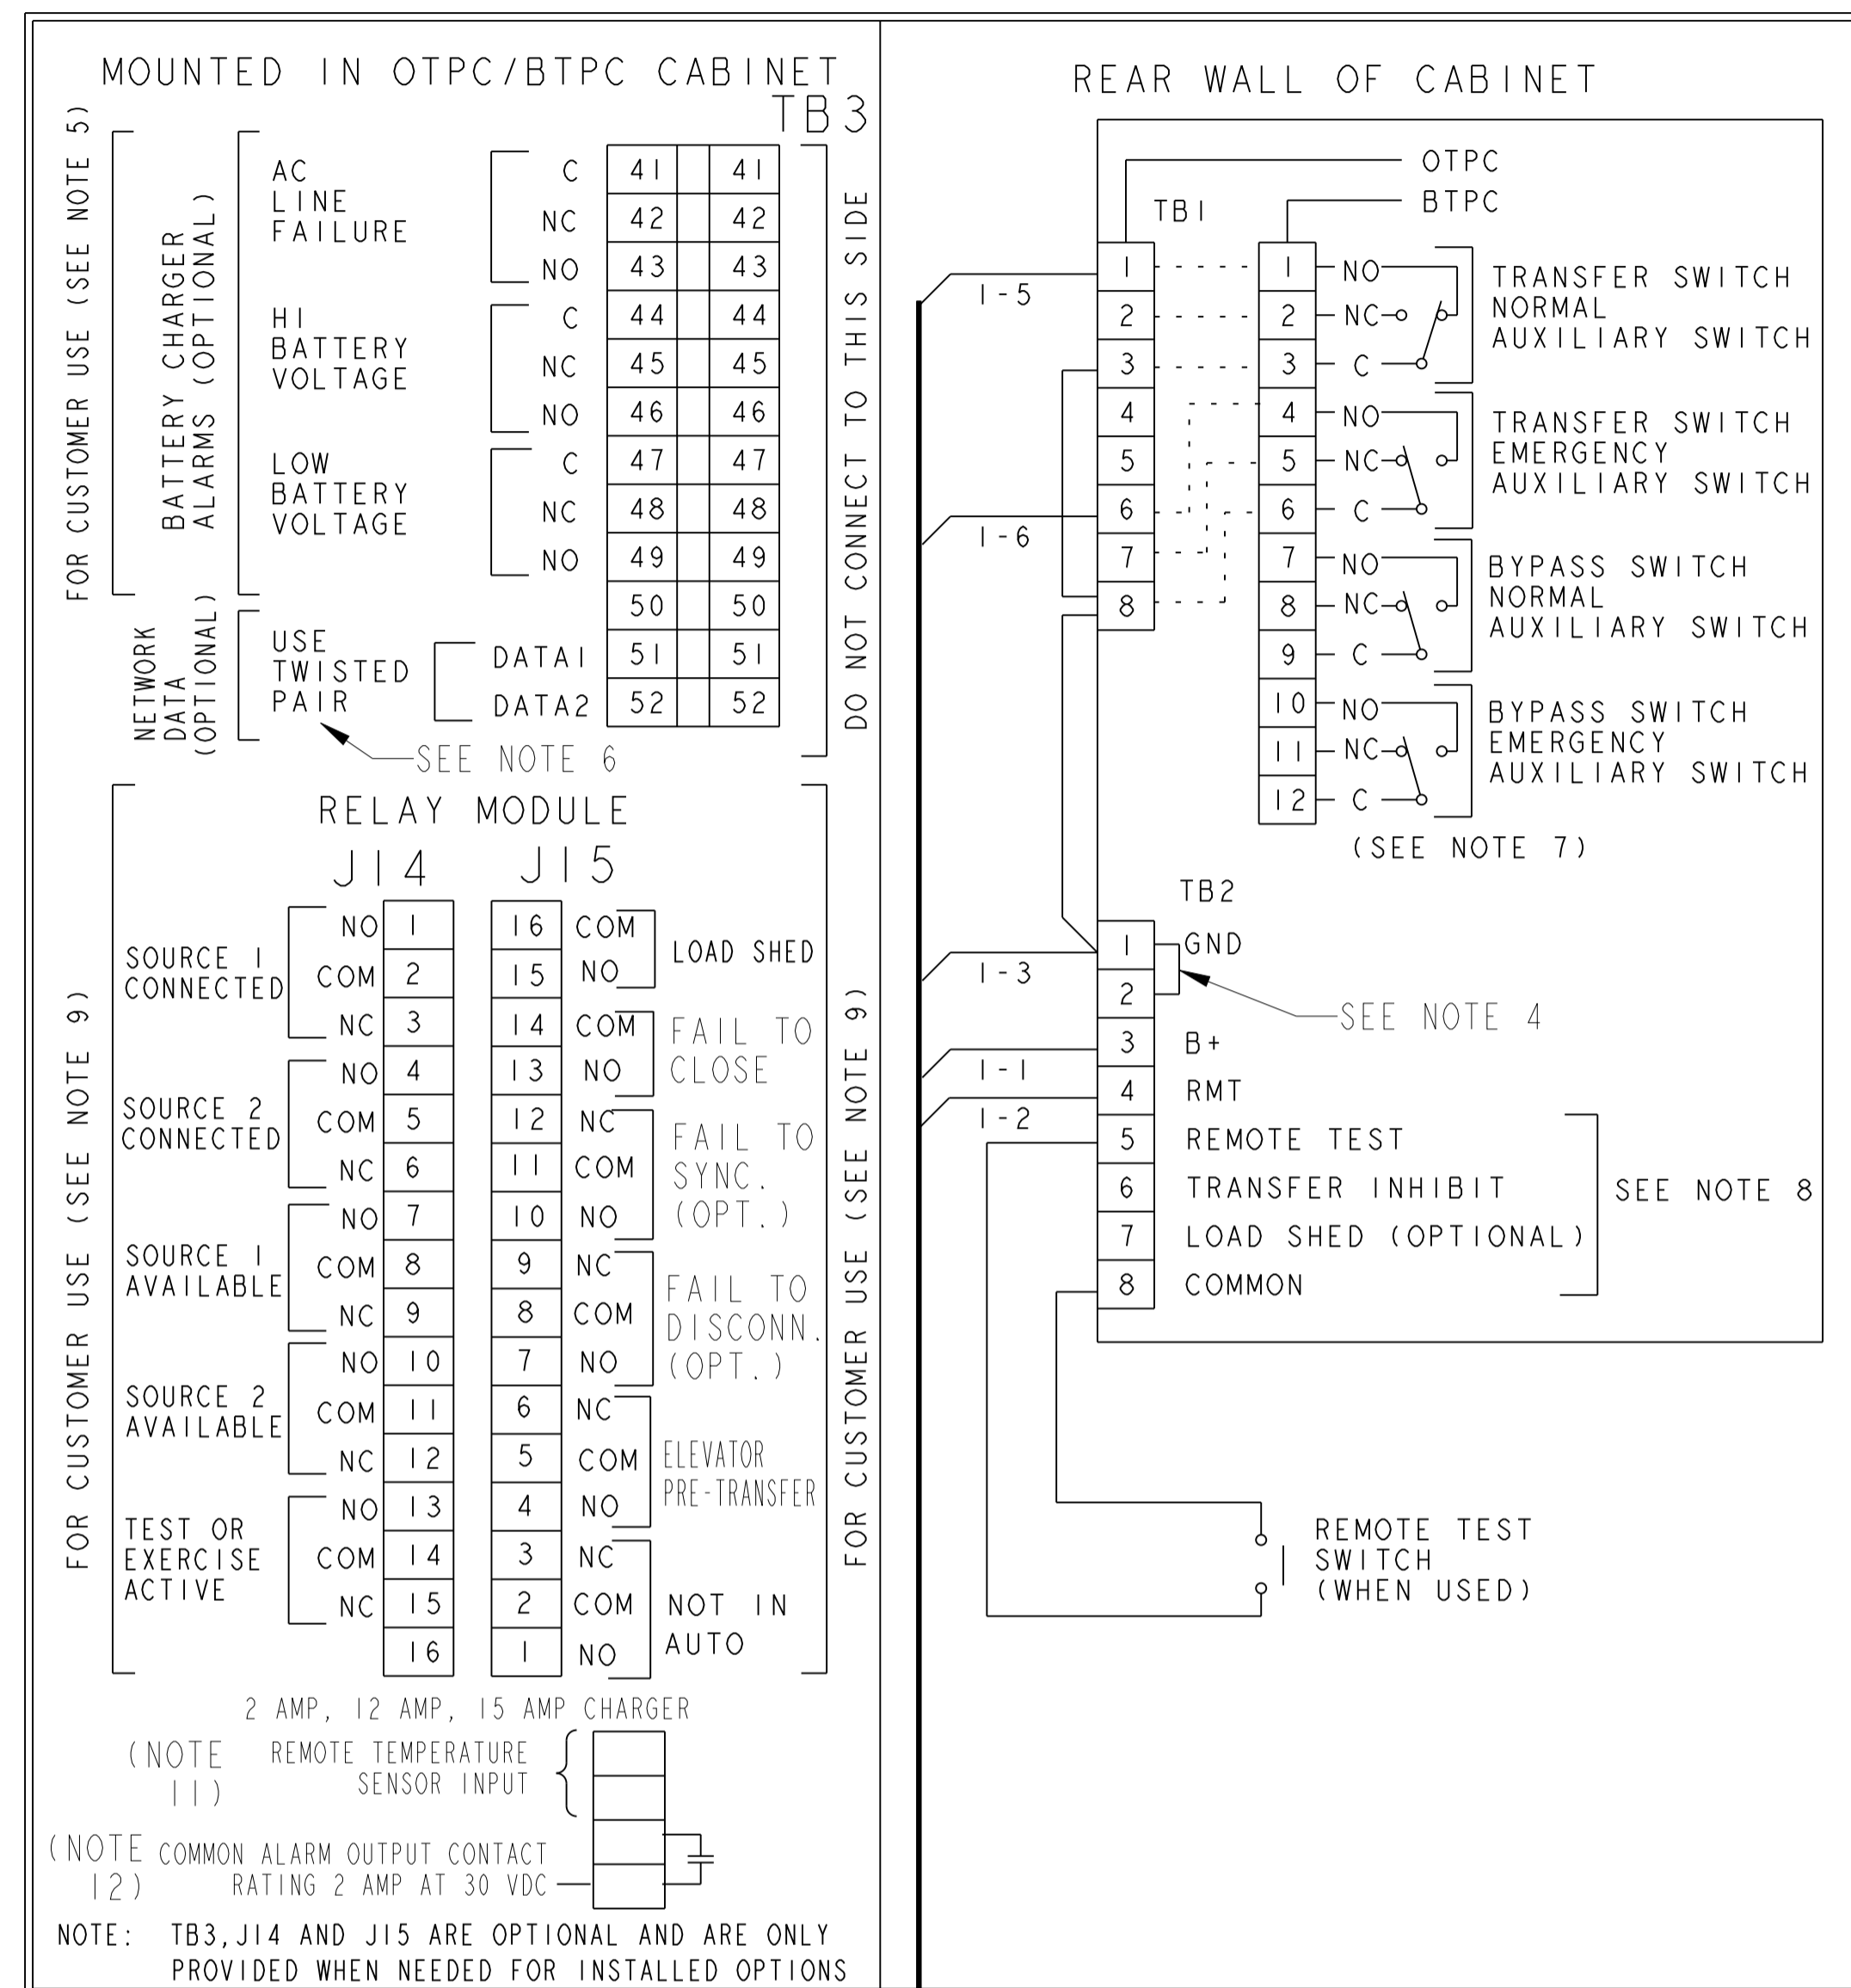 MOUNTED IN OTPC/BTPC CABINET
TB3
FOR CUSTOMER USE (SEE NOTE 5)
BATTERY CHARGER
ALARMS (OPTIONAL)
AC
LINE
FAILURE
C 41 41
NC 42 42
NO 43 43
HI
BATTERY
VOLTAGE
C 44 44
NC 45 45
NO 46 46
LOW
BATTERY
VOLTAGE
C 47 47
NC 48 48
NO 49 49
50 50
NETWORK
DATA
(OPTIONAL)
USE
TWISTED
PAIR
DATA1 51 51
DATA2 52 52
SEE NOTE 6
DO NOT CONNECT TO THIS SIDE
RELAY MODULE
J14 J15
FOR CUSTOMER USE (SEE NOTE 9)
SOURCE 1
CONNECTED
NO 1
COM 2
NC 3
SOURCE 2
CONNECTED
NO 4
COM 5
NC 6
SOURCE 1
AVAILABLE
NO 7
COM 8
NC 9
SOURCE 2
AVAILABLE
NO 10
COM 11
NC 12
TEST OR
EXERCISE
ACTIVE
NO 13
COM 14
NC 15
16
16 COM
15 NO
LOAD SHED
14 COM
13 NO
FAIL TO
CLOSE
12 NC
11 COM
10 NO
FAIL TO
SYNC.
(OPT.)
9 NC
8 COM
7 NO
FAIL TO
DISCONN.
(OPT.)
6 NC
5 COM
4 NO
ELEVATOR
PRE-TRANSFER
3 NC
2 COM
1 NO
NOT IN
AUTO
FOR CUSTOMER USE (SEE NOTE 9)
2 AMP, 12 AMP, 15 AMP CHARGER
(NOTE
11)
REMOTE TEMPERATURE
SENSOR INPUT
(NOTE
12)
COMMON ALARM OUTPUT CONTACT
RATING 2 AMP AT 30 VDC
NOTE: TB3,J14 AND J15 ARE OPTIONAL AND ARE ONLY
PROVIDED WHEN NEEDED FOR INSTALLED OPTIONS
REAR WALL OF CABINET
OTPC
BTPC
TB1
1
2
3
4
5
6
7
8
1-5
1-6
1 NO
2 NC
3 C
TRANSFER SWITCH
NORMAL
AUXILIARY SWITCH
4 NO
5 NC
6 C
TRANSFER SWITCH
EMERGENCY
AUXILIARY SWITCH
7 NO
8 NC
9 C
BYPASS SWITCH
NORMAL
AUXILIARY SWITCH
10 NO
11 NC
12 C
BYPASS SWITCH
EMERGENCY
AUXILIARY SWITCH
(SEE NOTE 7)
TB2
1-3
1-1
1-2
1 GND
2
SEE NOTE 4
3 B+
4 RMT
5 REMOTE TEST
6 TRANSFER INHIBIT
7 LOAD SHED (OPTIONAL)
8 COMMON
SEE NOTE 8
REMOTE TEST
SWITCH
(WHEN USED)